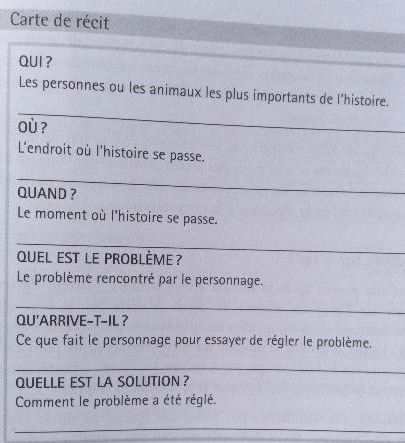 Carte de récit
QUI ?
Les personnes ou les animaux les plus importants de l'histoire.
OÙ ?
L'endroit où l'histoire se passe.
QUAND ?
Le moment où l'histoire se passe.
QUEL EST LE PROBLÈME ?
Le problème rencontré par le personnage.
QU'ARRIVE-T-IL ?
Ce que fait le personnage pour essayer de régler le problème.
QUELLE EST LA SOLUTION ?
Comment le problème a été réglé.